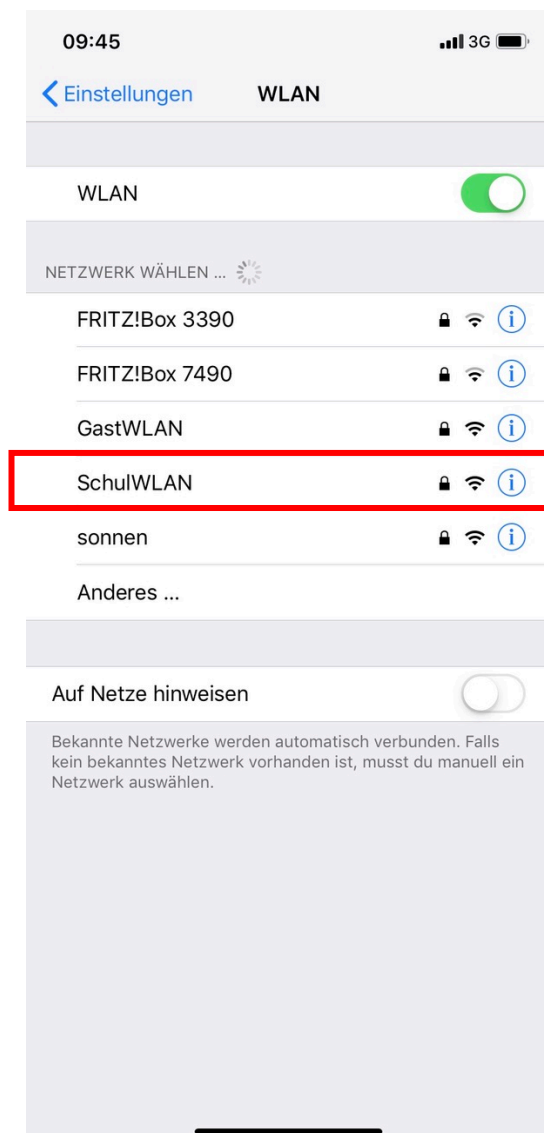 09:45 3G
Einstellungen WLAN
WLAN
NETZWERK WÄHLEN ...
FRITZ!Box 3390
FRITZ!Box 7490
GastWLAN
SchulWLAN
sonnen
Anderes ...
Auf Netze hinweisen
Bekannte Netzwerke werden automatisch verbunden. Falls
kein bekanntes Netzwerk vorhanden ist, musst du manuell ein
Netzwerk auswählen.